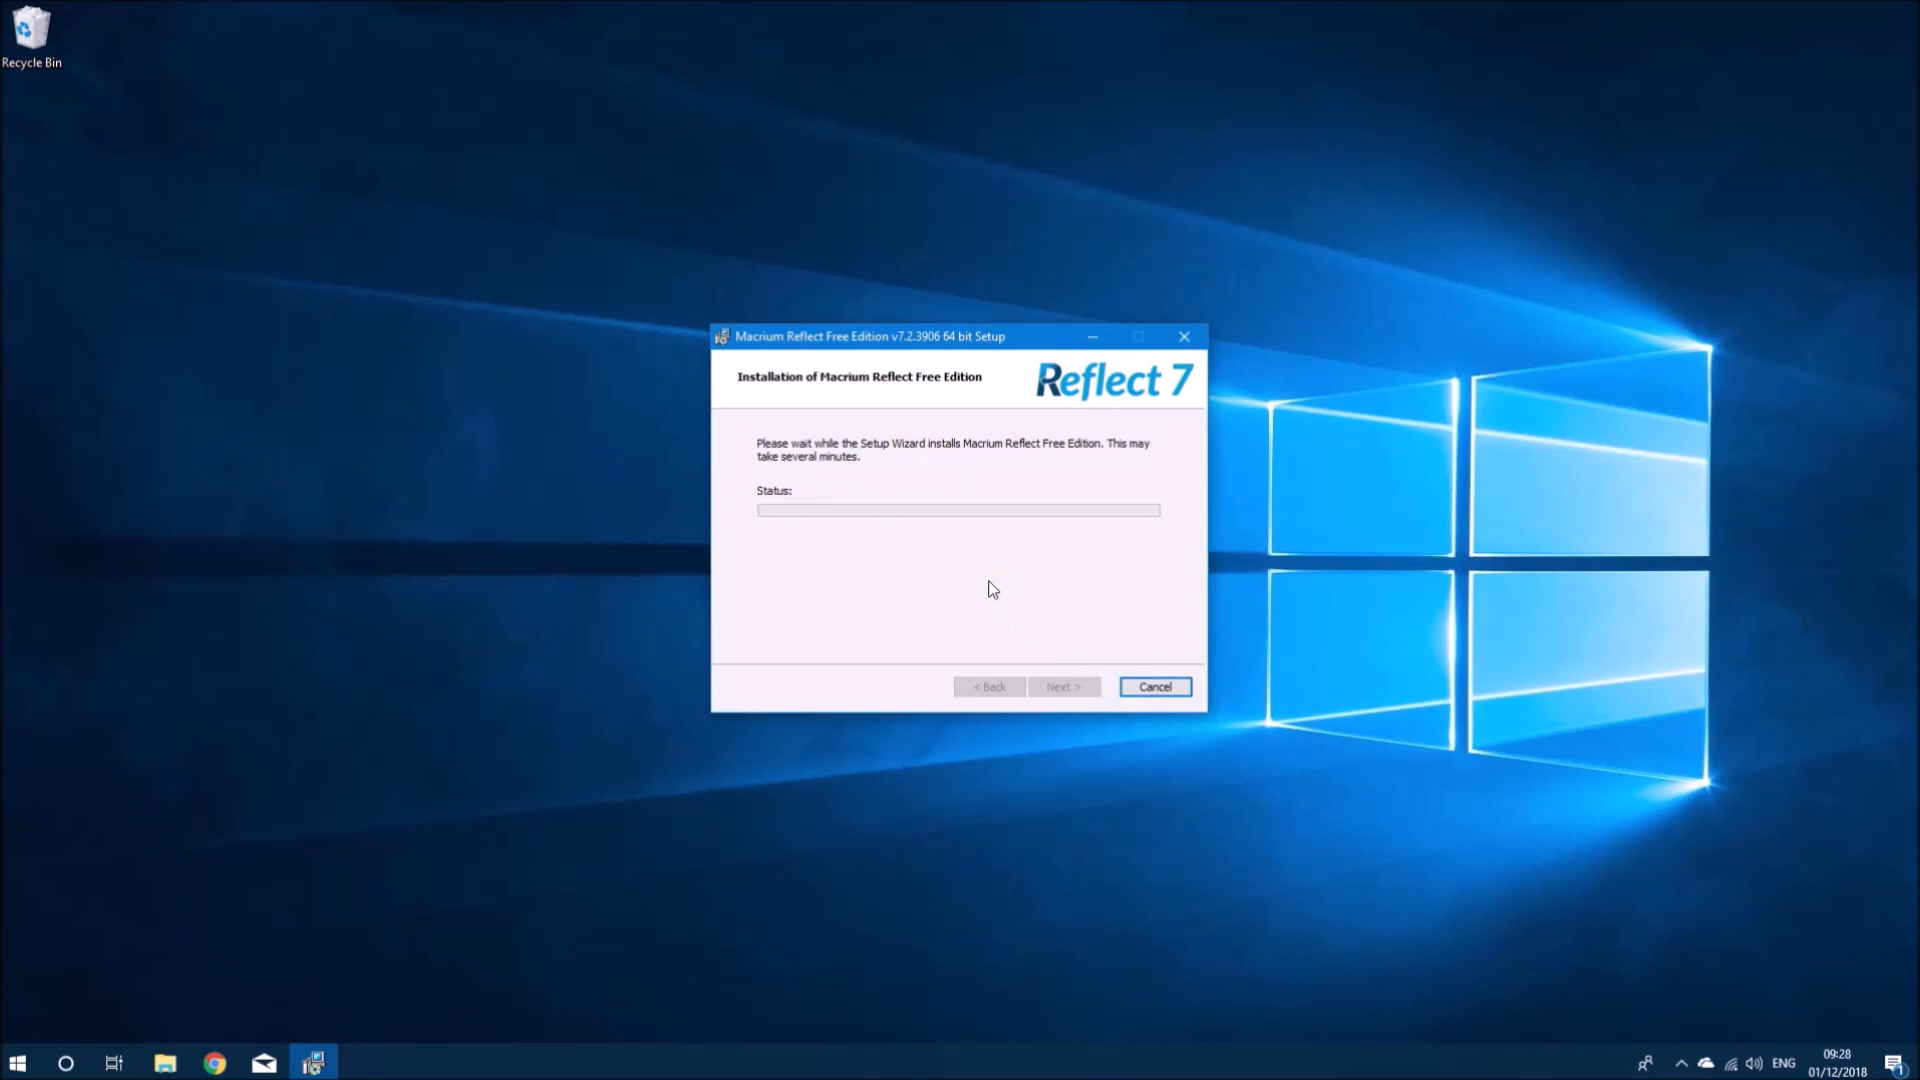 Recycle Bin
Macrium Reflect Free Edition v7.2.3906 64 bit Setup
Installation of Macrium Reflect Free Edition
Reflect 7
Please wait while the Setup Wizard installs Macrium Reflect Free Edition. This may
take several minutes.
Status:
< Back
Next >
Cancel
ENG
09:28
01/12/2018
1